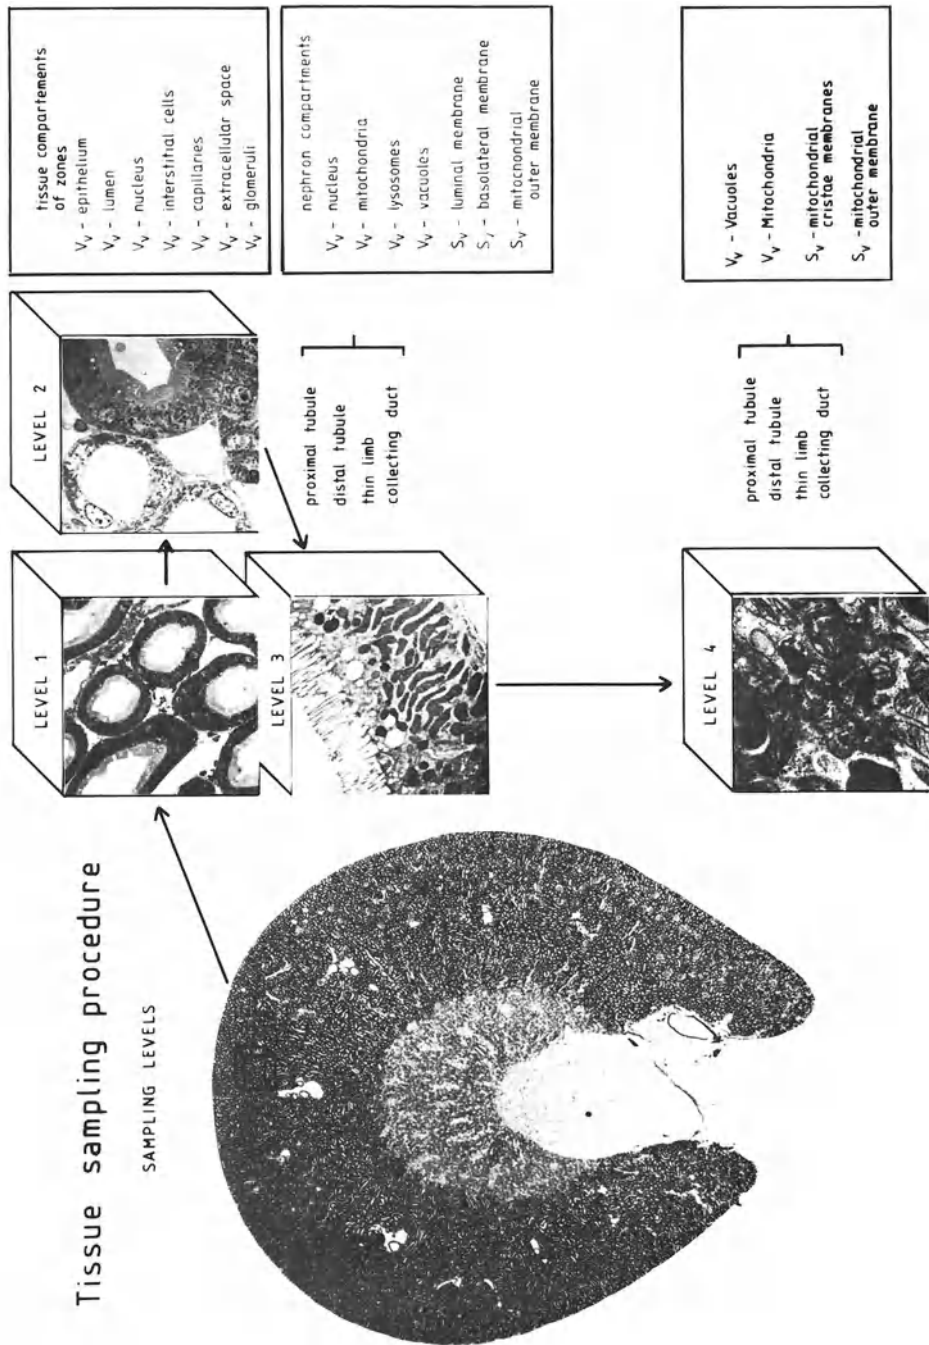 Tissue sampling procedure
SAMPLING LEVELS
LEVEL 1
LEVEL 2
tissue compartements
of zones
Vv - epithelium
Vv - lumen
Vv - nucleus
Vv - interstitial cells
Vv - capillaries
Vv - extracellular space
Vv - glomeruli
LEVEL 3
proximal tubule
distal tubule
thin limb
collecting duct
nephron compartments
Vv - nucleus
Vv - mitochondria
Vv - lysosomes
Vv - vacuoles
Sv - luminal membrane
S, - basolateral membrane
Sv - mitocndrial
outer membrane
LEVEL 4
proximal tubule
distal tubule
thin limb
collecting duct
Vv - Vacuoles
Vv - Mitochondria
Sv - mitochondrial
cristae membranes
Sv - mitochondrial
outer membrane